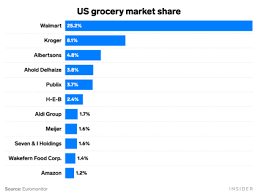 US grocery market share
Walmart 25.2%
Kroger 8.1%
Albertsons 4.8%
Ahold Delhaize 3.8%
Publix 3.7%
H-E-B 2.4%
Aldi Group 1.7%
Meijer 1.6%
Seven & I Holdings 1.6%
Wakefern Food Corp. 1.4%
Amazon 1.2%
Source: Euromonitor INSIDER